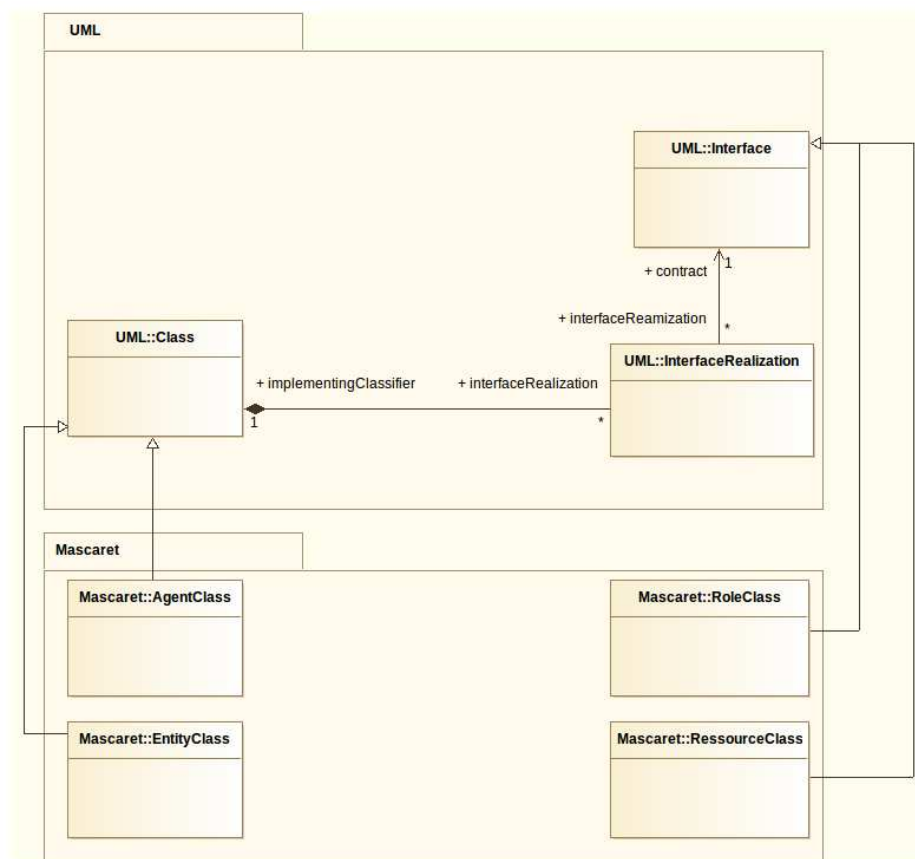 UML
UML::Interface
+ contract
1
+ interfaceReamization
*
UML::Class
UML::InterfaceRealization
+ implementingClassifier
+ interfaceRealization
1
*
Mascaret
Mascaret::AgentClass
Mascaret::RoleClass
Mascaret::EntityClass
Mascaret::RessourceClass